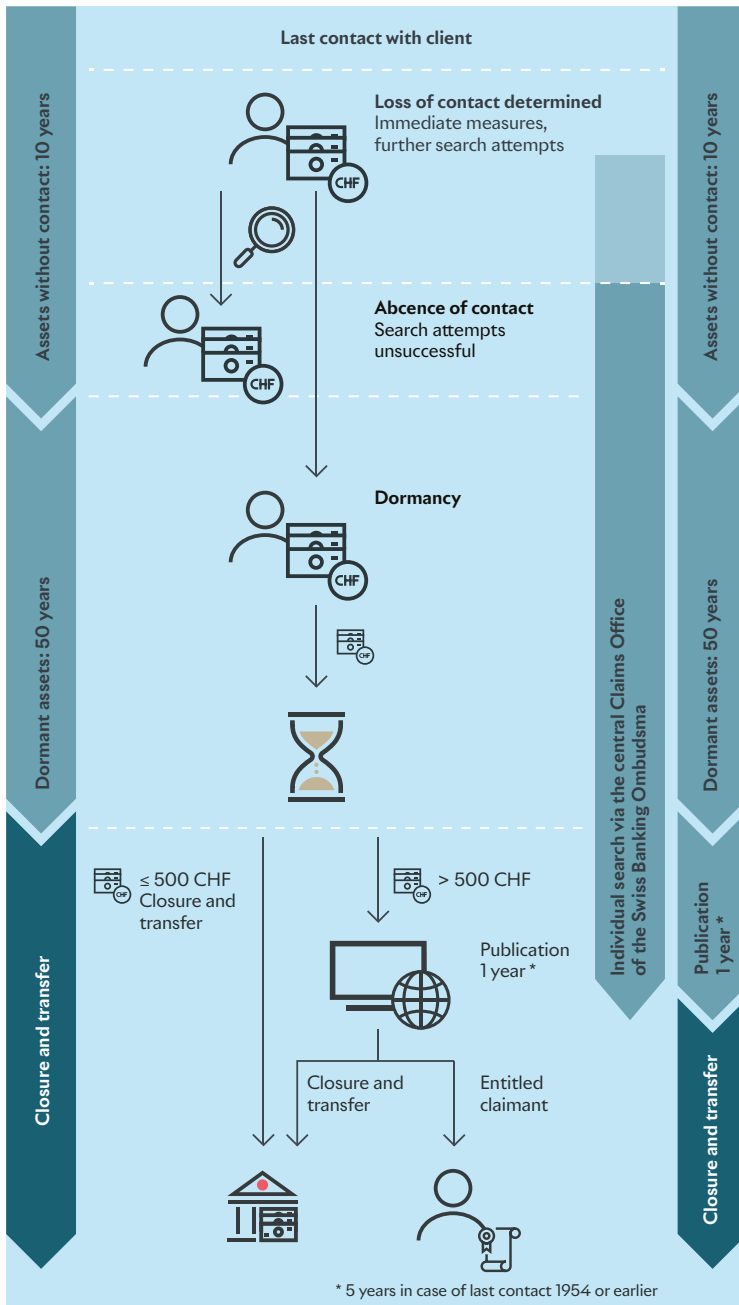 Last contact with client
Assets without contact: 10 years
Loss of contact determined
Immediate measures,
further search attempts
CHF
Assets without contact: 10 years
Abcence of contact
Search attempts
unsuccessful
CHF
Dormant assets: 50 years
Dormancy
CHF
CHF
Individual search via the central Claims Office
of the Swiss Banking Ombudsma
Dormant assets: 50 years
Closure and transfer
CHF
≤ 500 CHF
Closure and
transfer
CHF
> 500 CHF
Publication
1 year *
Publication
1 year *
Closure and
transfer
Entitled
claimant
Closure and transfer
* 5 years in case of last contact 1954 or earlier